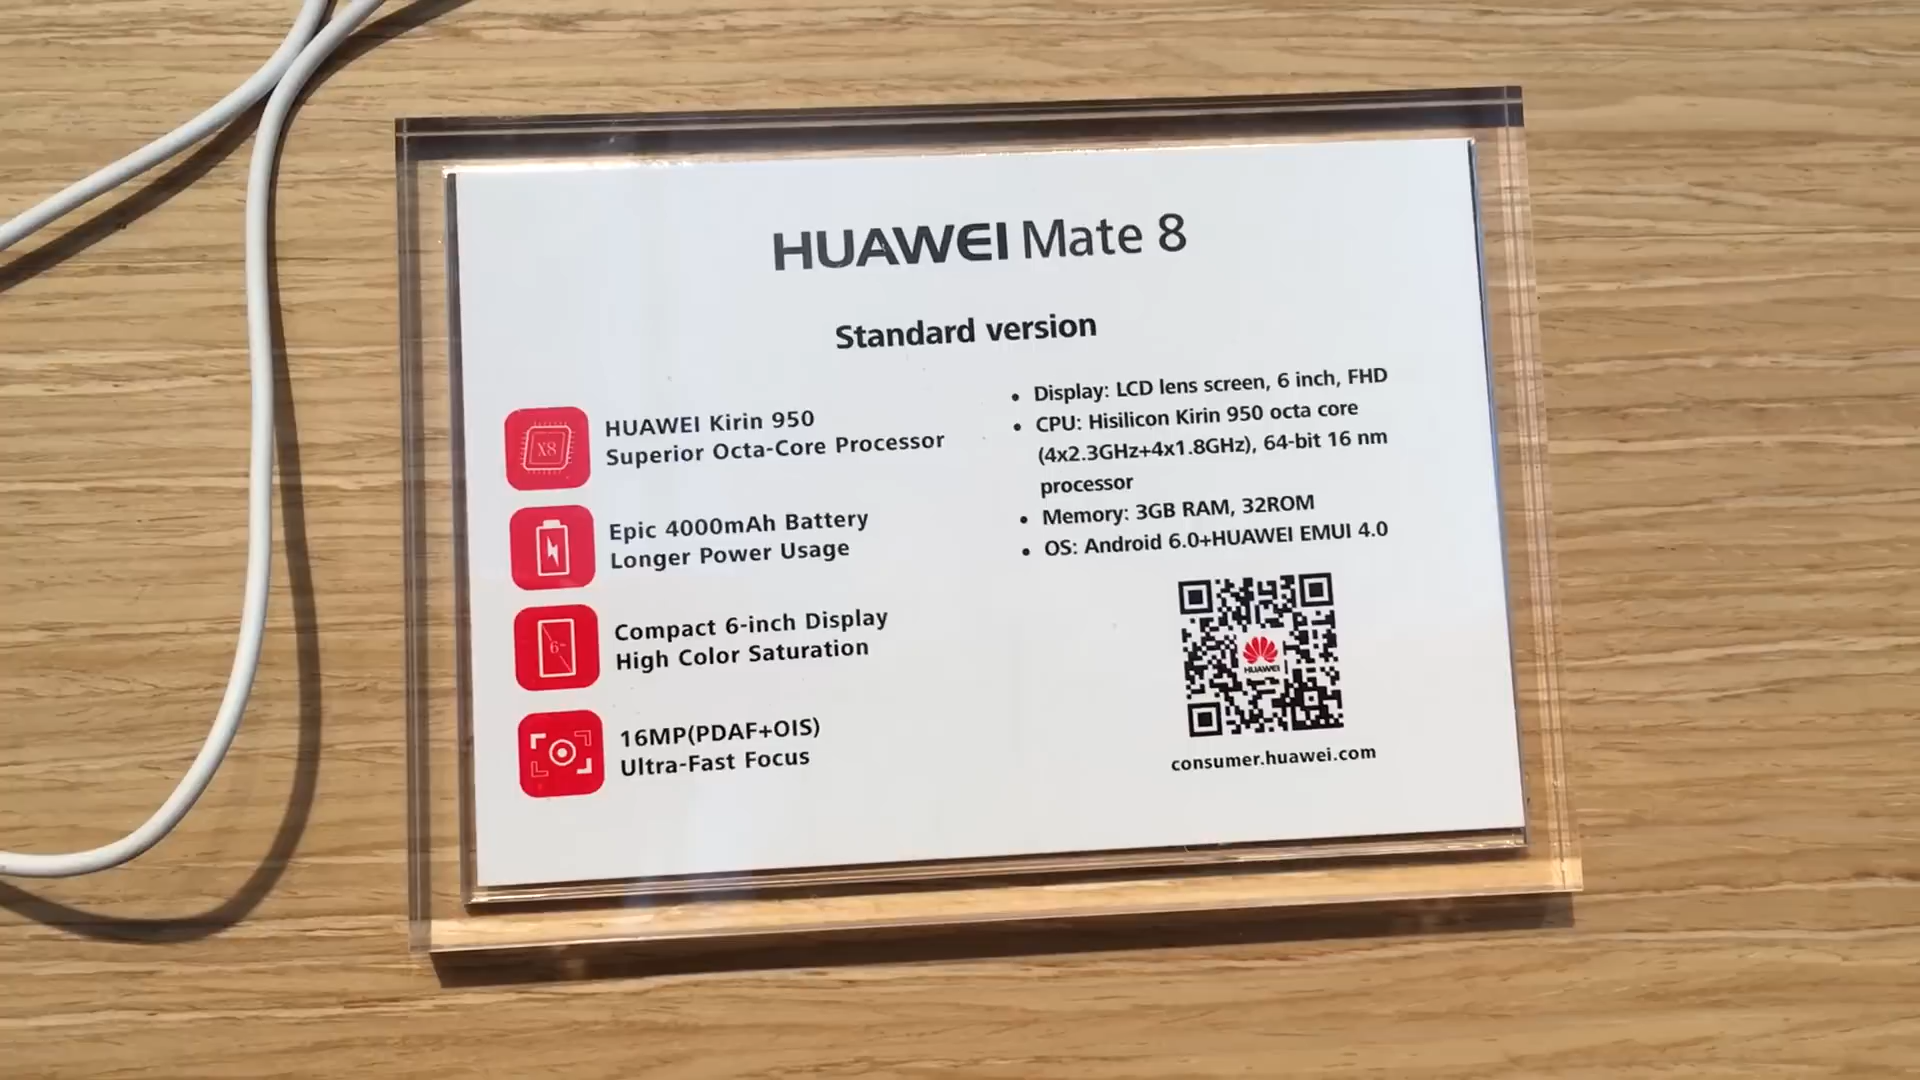 HUAWEI Mate 8
Standard version
X8
HUAWEI Kirin 950
Superior Octa-Core Processor
Epic 4000mAh Battery
Longer Power Usage
6"
Compact 6-inch Display
High Color Saturation
16MP(PDAF+OIS)
Ultra-Fast Focus
• Display: LCD lens screen, 6 inch, FHD
• CPU: Hisilicon Kirin 950 octa core
(4x2.3GHz+4x1.8GHz), 64-bit 16 nm
processor
• Memory: 3GB RAM, 32ROM
• OS: Android 6.0+HUAWEI EMUI 4.0
HUAWEI
consumer.huawei.com